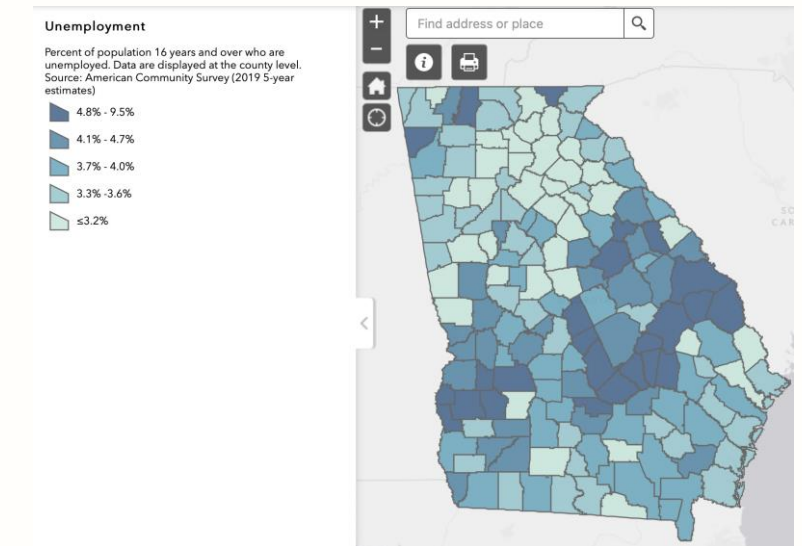 Unemployment
Percent of population 16 years and over who are
unemployed. Data are displayed at the county level.
Source: American Community Survey (2019 5-year
estimates)
4.8% - 9.5%
4.1% - 4.7%
3.7% - 4.0%
3.3% -3.6%
≤3.2%
+
Find address or place
−
i